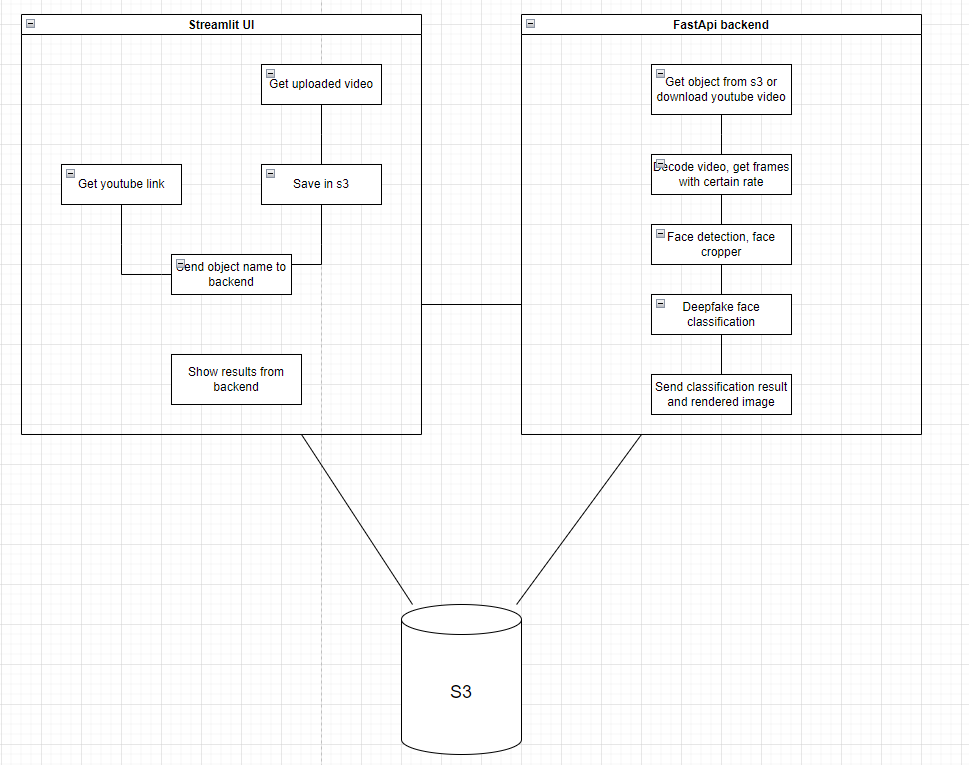 Streamlit UI
Get uploaded video
Get youtube link
Save in s3
Send object name to
backend
Show results from
backend
FastApi backend
Get object from s3 or
download youtube video
Decode video, get frames
with certain rate
Face detection, face
cropper
Deepfake face
classification
Send classification result
and rendered image
S3